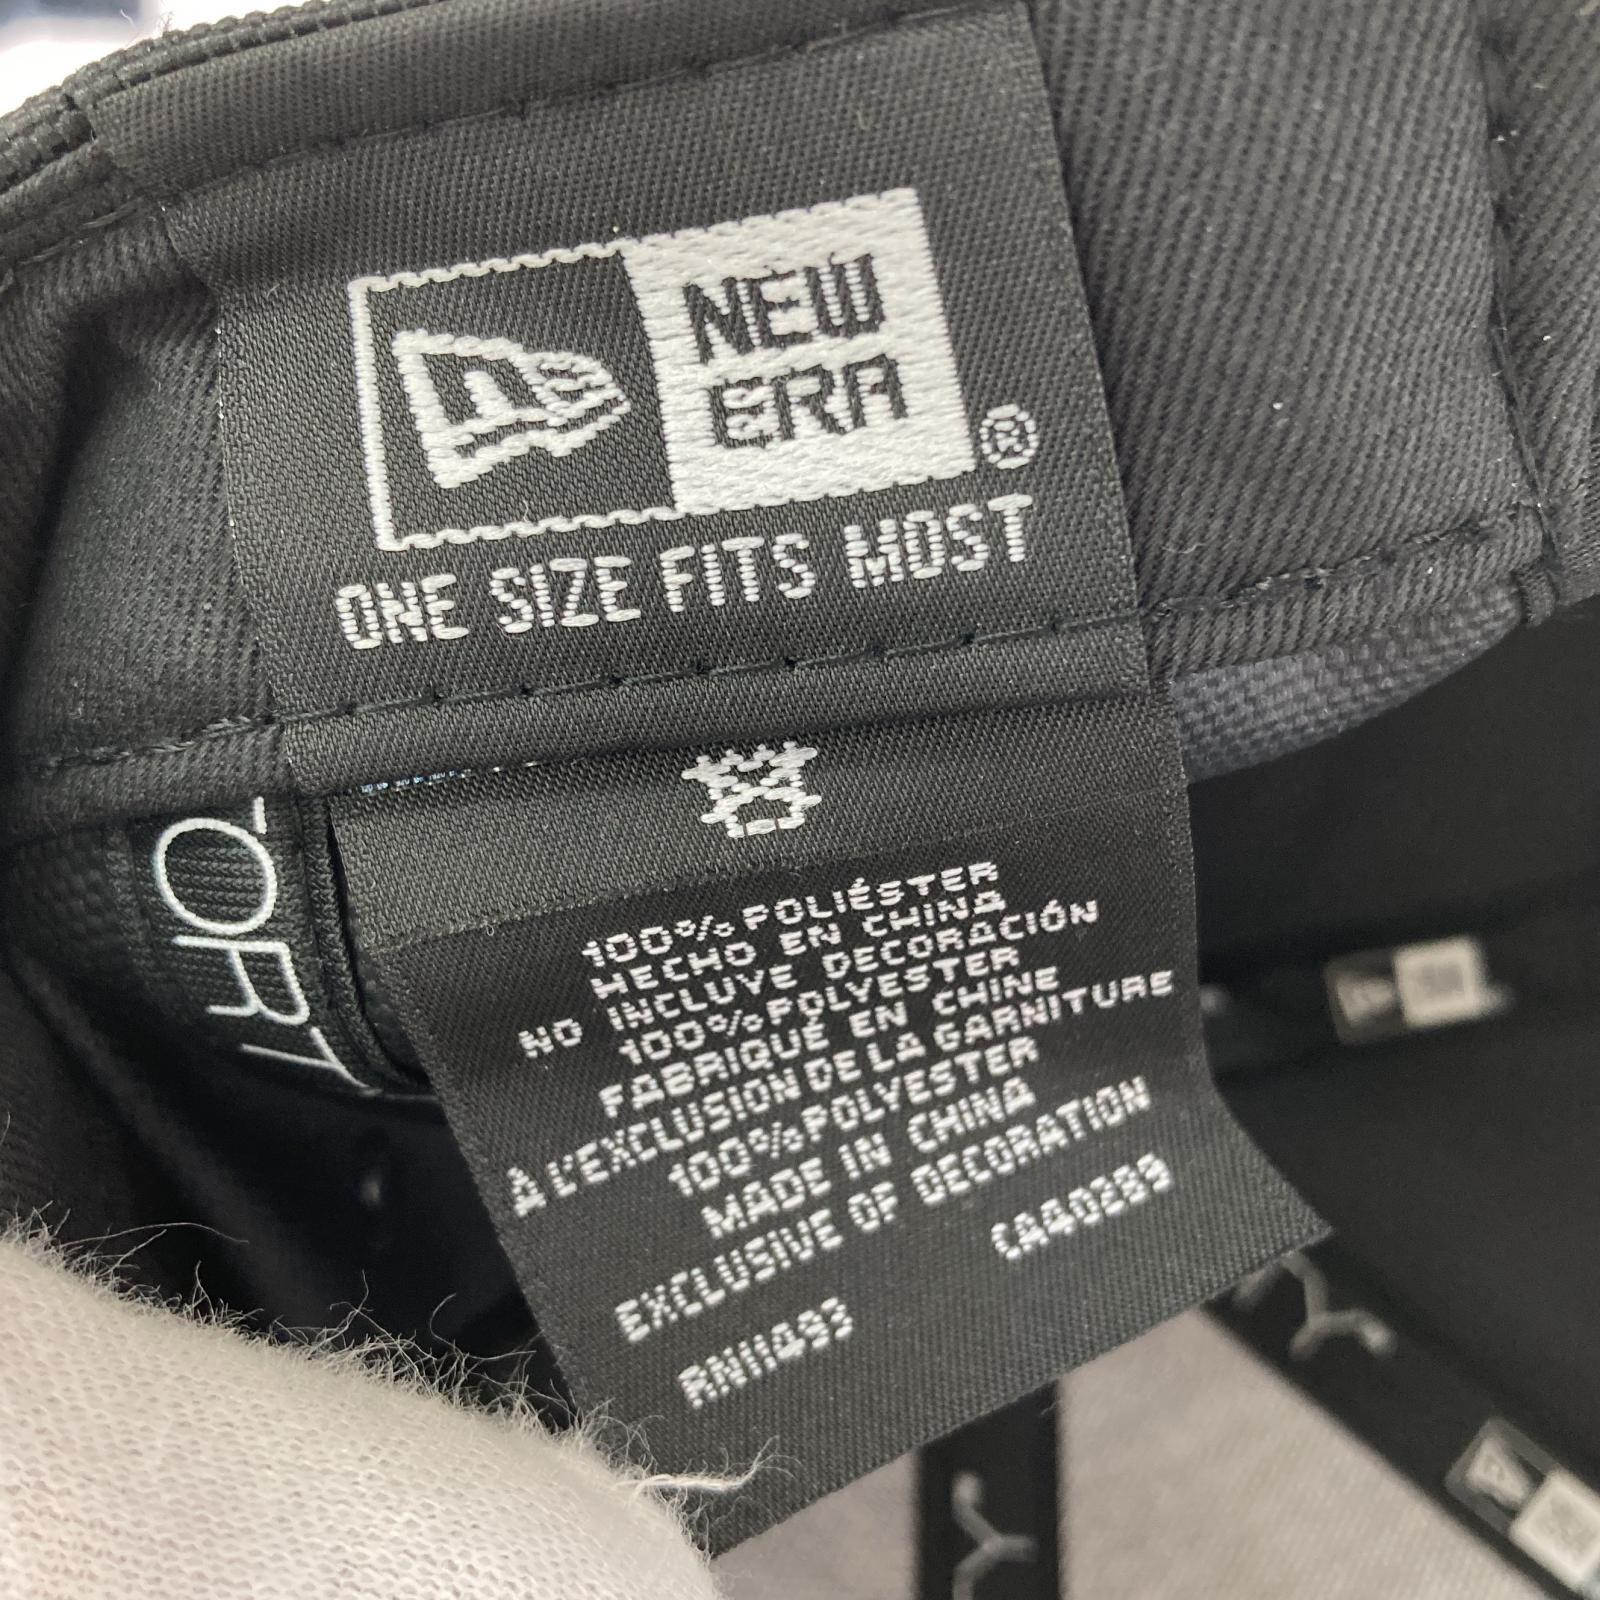 NEW
ERA
®
ONE SIZE FITS MOST
100% POLIÉSTER
HECHO EN CHINA
NO INCLUYE DECORACIÓN
100% POLYESTER
FABRIQUÉ EN CHINE
A L'EXCLUSION DE LA GARNITURE
100% POLYESTER
MADE IN CHINA
EXCLUSIVE OF DECORATION
RN11493 CA40289
ORT